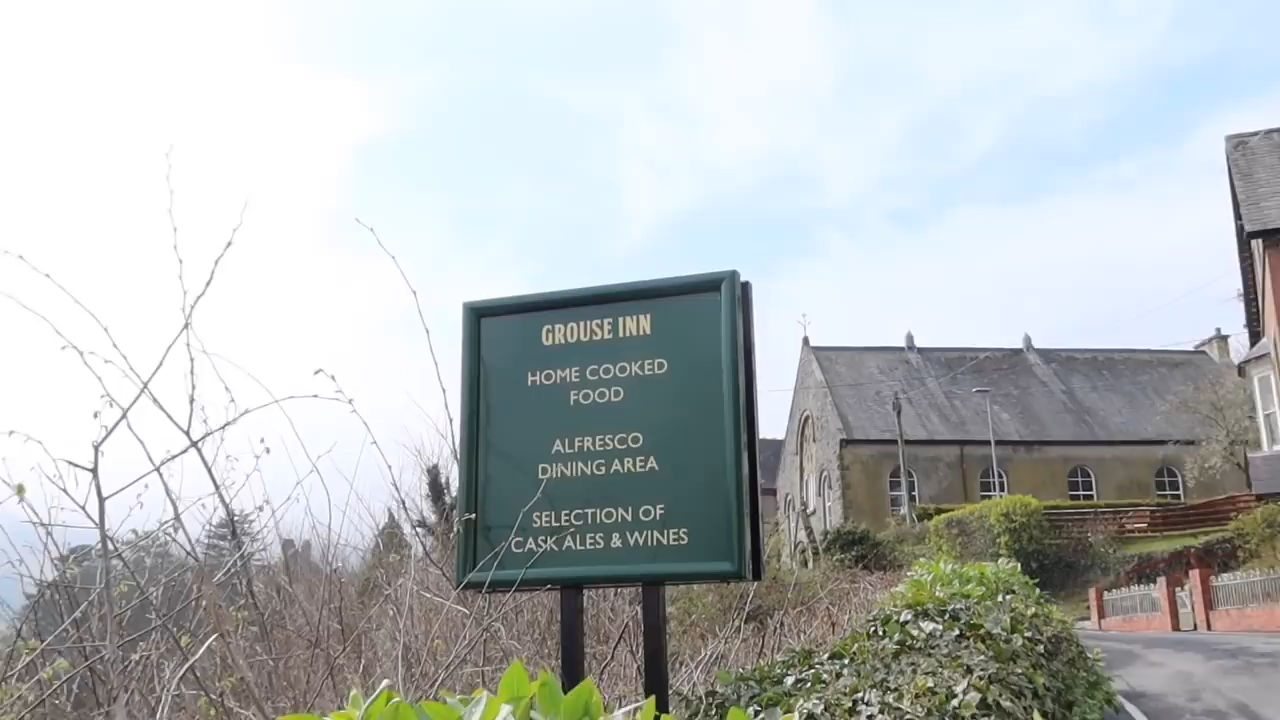 GROUSE INN
HOME COOKED
FOOD
ALFRESCO
DINING AREA
SELECTION OF
CASK ALES & WINES